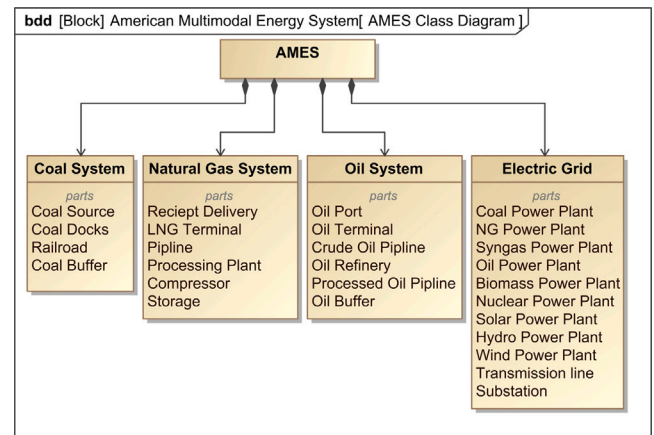 bdd [Block] American Multimodal Energy System[ AMES Class Diagram ]
AMES
Coal System
parts
Coal Source
Coal Docks
Railroad
Coal Buffer
Natural Gas System
parts
Reciept Delivery
LNG Terminal
Pipline
Processing Plant
Compressor
Storage
Oil System
parts
Oil Port
Oil Terminal
Crude Oil Pipline
Oil Refinery
Processed Oil Pipline
Oil Buffer
Electric Grid
parts
Coal Power Plant
NG Power Plant
Syngas Power Plant
Oil Power Plant
Biomass Power Plant
Nuclear Power Plant
Solar Power Plant
Hydro Power Plant
Wind Power Plant
Transmission line
Substation